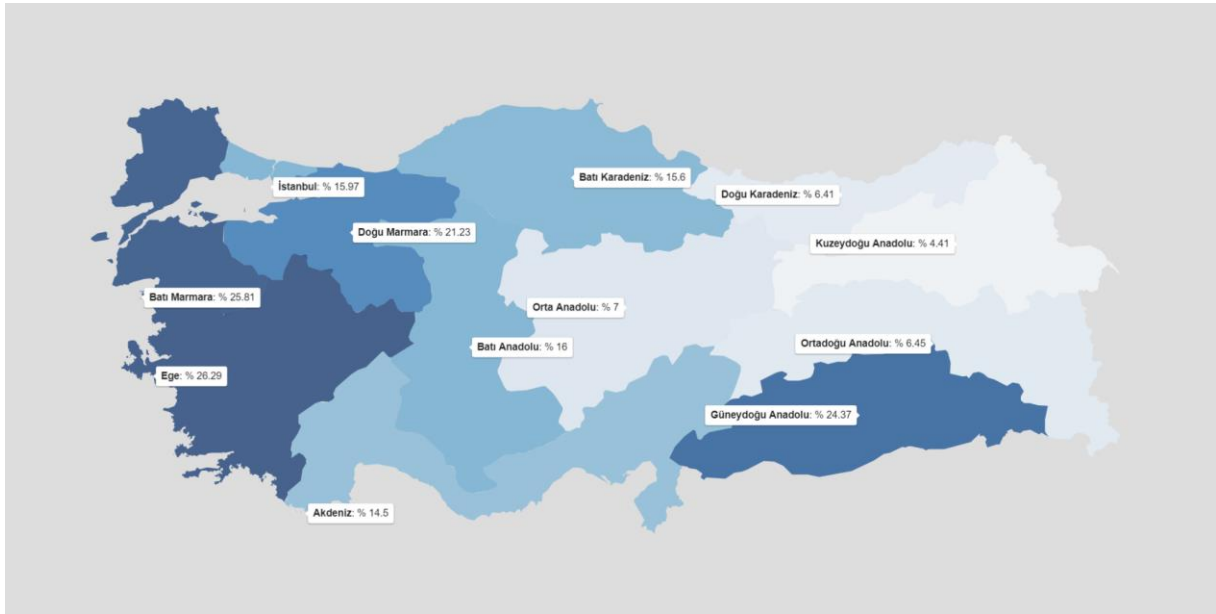 Batı Karadeniz: % 15.6
İstanbul: % 15.97
Doğu Karadeniz: % 6.41
Doğu Marmara: % 21.23
Kuzeydoğu Anadolu: % 4.41
Batı Marmara: % 25.81
Orta Anadolu: % 7
Batı Anadolu: % 16
Ortadoğu Anadolu: % 6.45
Ege: % 26.29
Güneydoğu Anadolu: % 24.37
Akdeniz: % 14.5